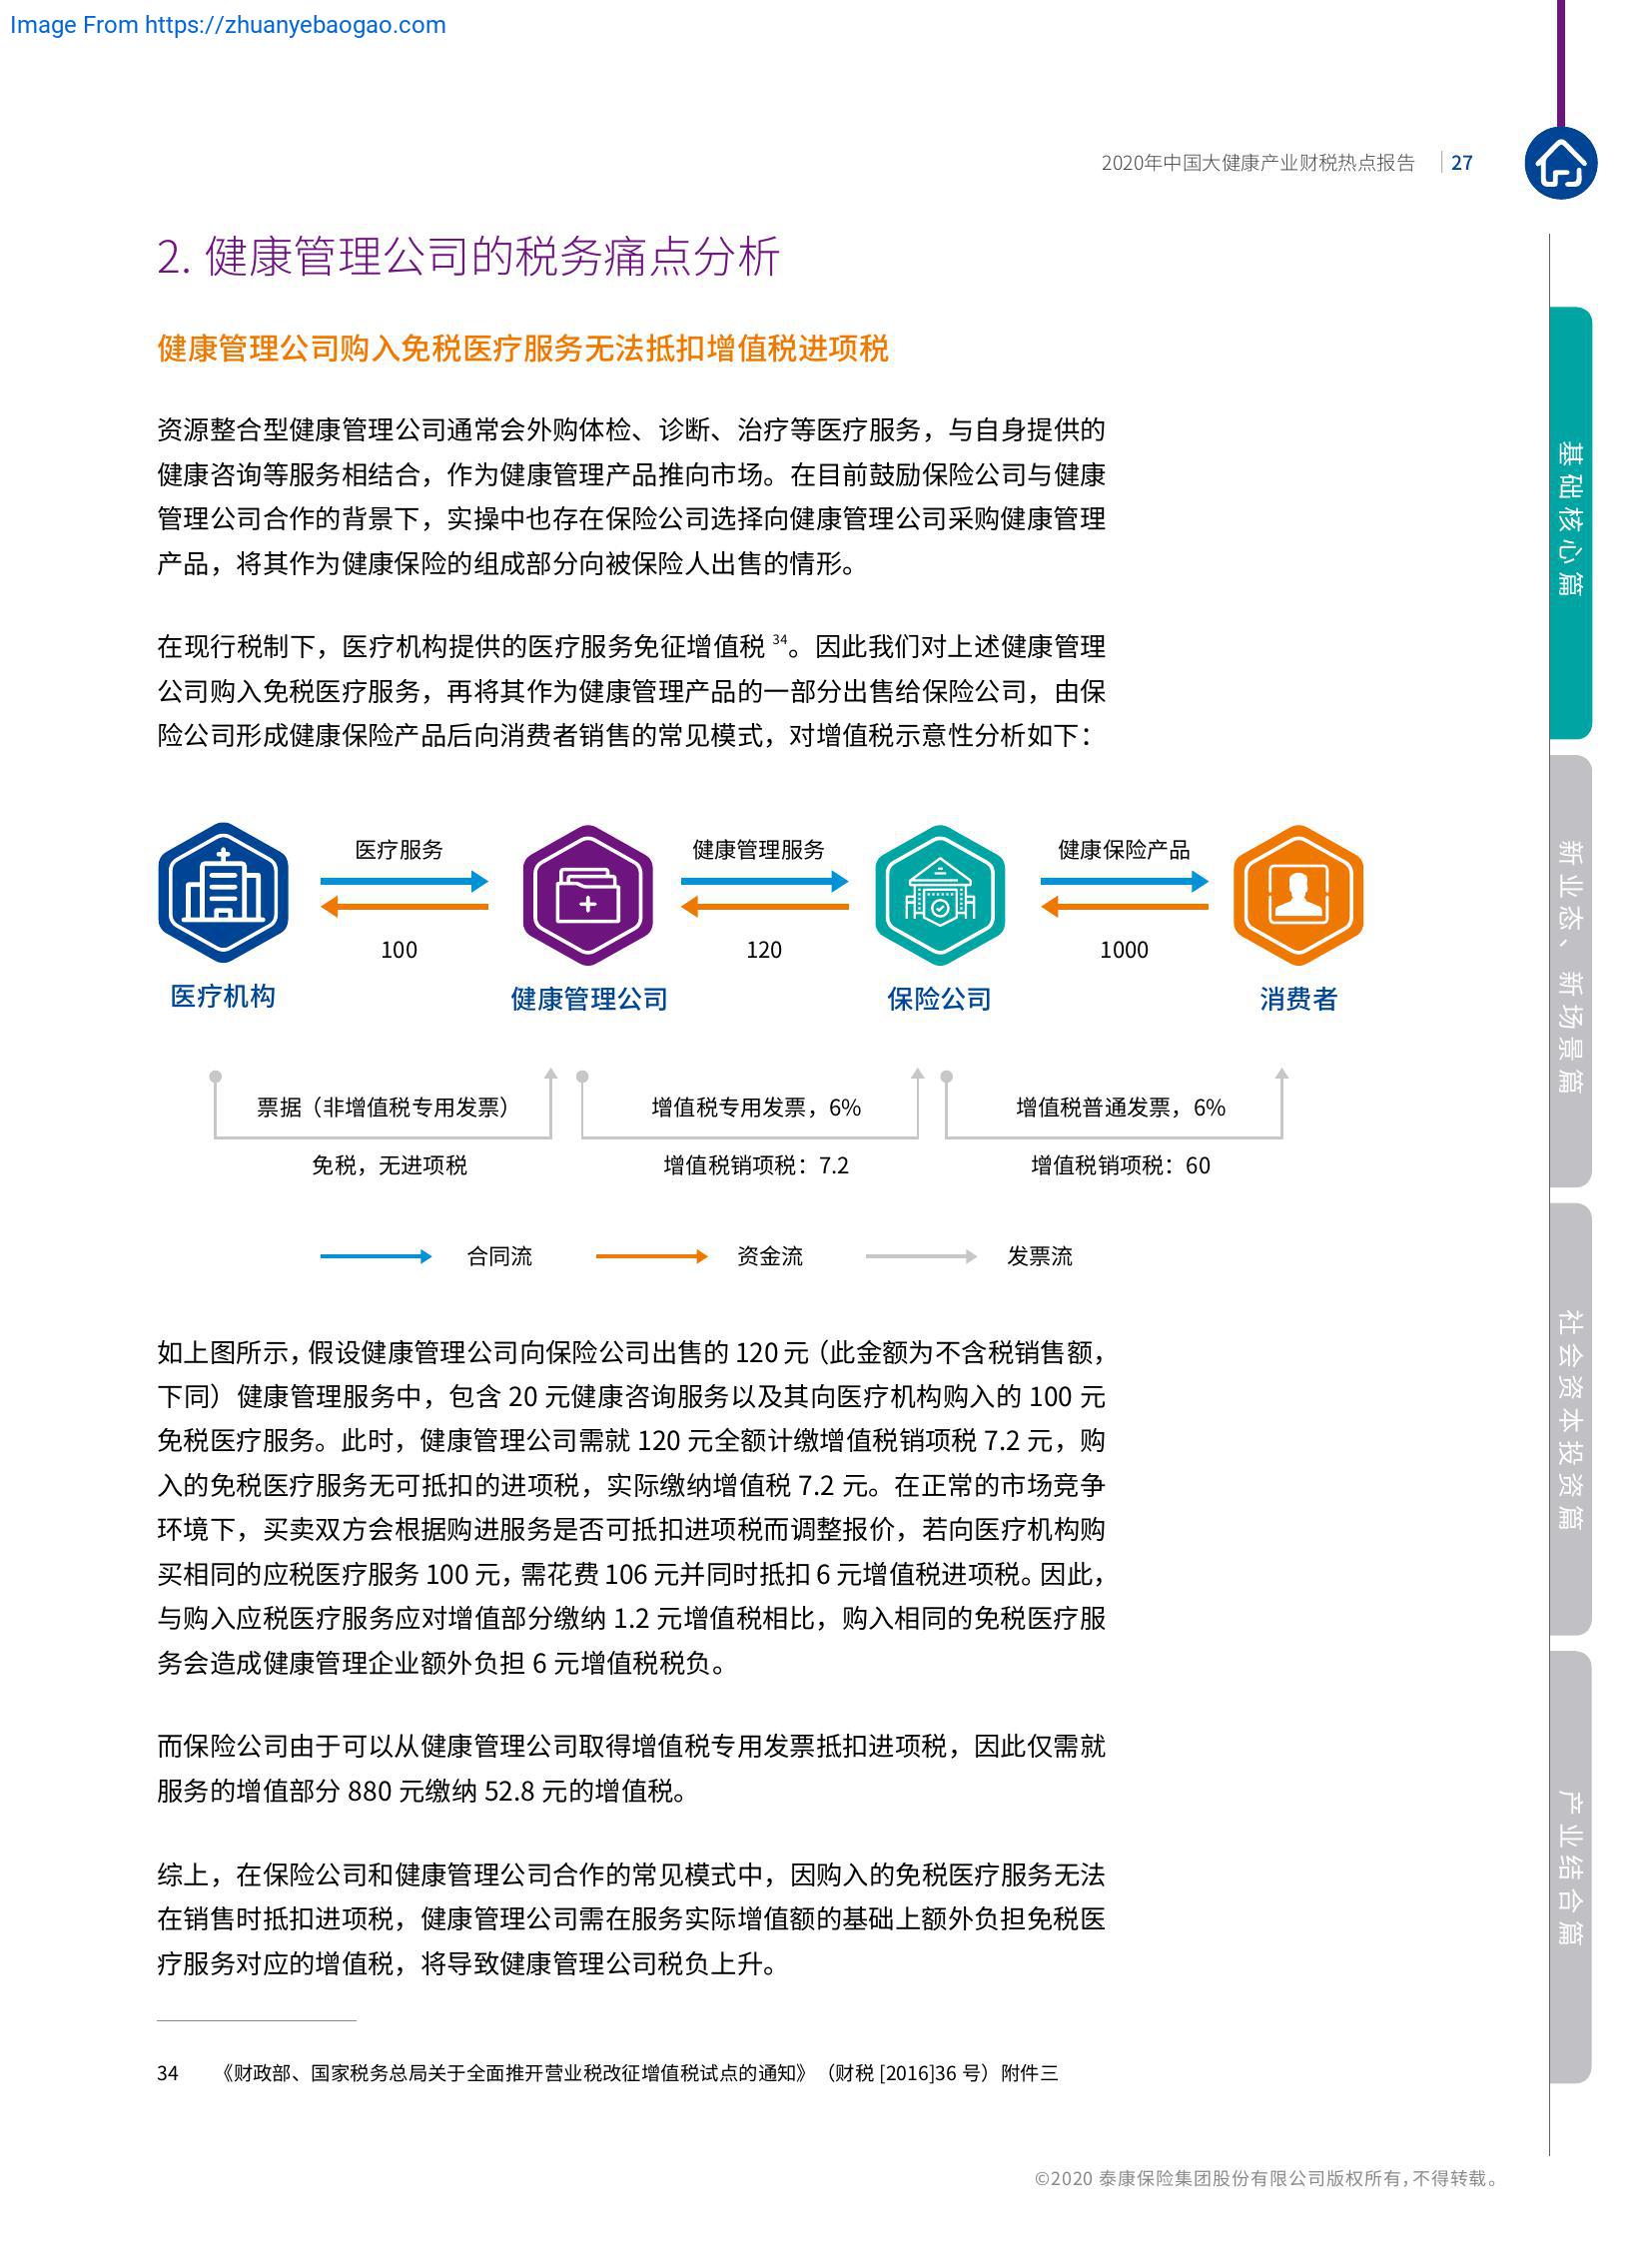 Image From https://zhuanyebaogao.com
2020年中国大健康产业财税热点报告 27
2. 健康管理公司的税务痛点分析
健康管理公司购入免税医疗服务无法抵扣增值税进项税
资源整合型健康管理公司通常会外购体检、诊断、治疗等医疗服务，与自身提供的
健康咨询等服务相结合，作为健康管理产品推向市场。在目前鼓励保险公司与健康
管理公司合作的背景下，实操中也存在保险公司选择向健康管理公司采购健康管理
产品，将其作为健康保险的组成部分向被保险人出售的情形。
在现行税制下，医疗机构提供的医疗服务免征增值税 34。因此我们对上述健康管理
公司购入免税医疗服务，再将其作为健康管理产品的一部分出售给保险公司，由保
险公司形成健康保险产品后向消费者销售的常见模式，对增值税示意性分析如下：
医疗服务 健康管理服务 健康保险产品
100 120 1000
医疗机构 健康管理公司 保险公司 消费者
票据（非增值税专用发票） 增值税专用发票，6% 增值税普通发票，6%
免税，无进项税 增值税销项税：7.2 增值税销项税：60
合同流 资金流 发票流
如上图所示，假设健康管理公司向保险公司出售的 120 元（此金额为不含税销售额，
下同）健康管理服务中，包含 20 元健康咨询服务以及其向医疗机构购入的 100 元
免税医疗服务。此时，健康管理公司需就 120 元全额计缴增值税销项税 7.2 元，购
入的免税医疗服务无可抵扣的进项税，实际缴纳增值税 7.2 元。在正常的市场竞争
环境下，买卖双方会根据购进服务是否可抵扣进项税而调整报价，若向医疗机构购
买相同的应税医疗服务 100 元，需花费 106 元并同时抵扣 6 元增值税进项税。因此，
与购入应税医疗服务应对增值部分缴纳 1.2 元增值税相比，购入相同的免税医疗服
务会造成健康管理企业额外负担 6 元增值税税负。
而保险公司由于可以从健康管理公司取得增值税专用发票抵扣进项税，因此仅需就
服务的增值部分 880 元缴纳 52.8 元的增值税。
综上，在保险公司和健康管理公司合作的常见模式中，因购入的免税医疗服务无法
在销售时抵扣进项税，健康管理公司需在服务实际增值额的基础上额外负担免税医
疗服务对应的增值税，将导致健康管理公司税负上升。
34 《财政部、国家税务总局关于全面推开营业税改征增值税试点的通知》（财税 [2016]36 号）附件三
©2020 泰康保险集团股份有限公司版权所有，不得转载。
基础核心篇
新业态、新场景篇
社会资本投资篇
产业结合篇